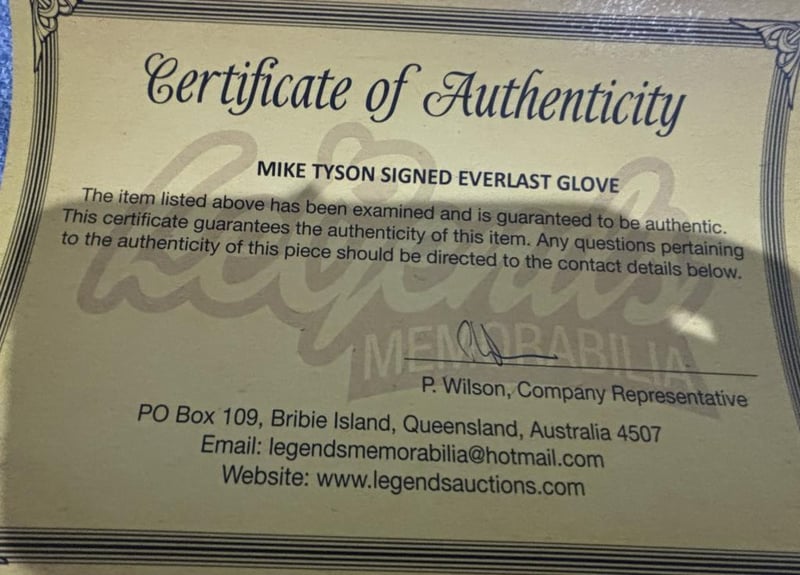 Certificate of Authenticity
MIKE TYSON SIGNED EVERLAST GLOVE
The item listed above has been examined and is guaranteed to be authentic.
This certificate guarantees the authenticity of this item. Any questions pertaining
to the authenticity of this piece should be directed to the contact details below.
Legends
MEMORABILIA
P. Wilson, Company Representative
PO Box 109, Bribie Island, Queensland, Australia 4507
Email: legendsmemorabilia@hotmail.com
Website: www.legendsauctions.com